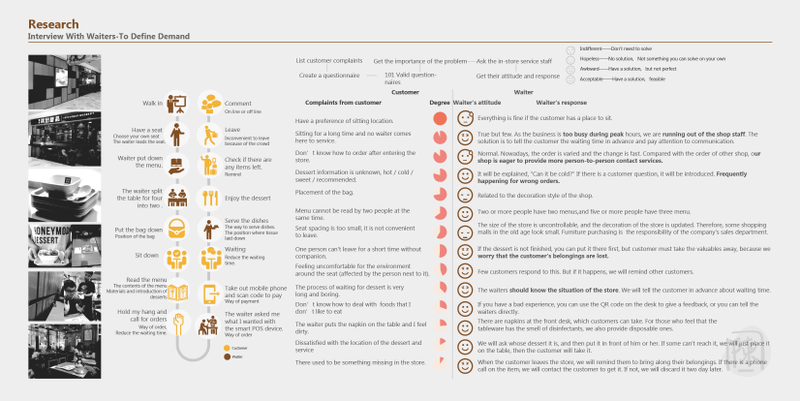 Research
Interview With Waiters-To Define Demand
List customer complaints
Get the importance of the problem
Ask the in-store service staff
Create a questionnaire
101 Valid question-
naires
Get their attitude and response
Indifferent——Don't need to solve
Hopeless——No solution, Not something you can solve on your own
Awkward——Have a solution, but not perfect
Acceptable——Have a solution, feasible
Customer
Waiter
Complaints from customer
Degree
Waiter's attitude
Waiter's response
Walk in
Comment
On line or off line
Have a seat
Choose your own seat
The waiter leads the seat.
Leave
Inconvenient to leave
because of the crowd
Waiter put down
the menu.
Check if there are
any items left.
Remind
The waiter split
the table for four
into two .
Enjoy the dessert
Put the bag down
Position of the bag.
Serve the dishes
The way to serve dishes.
The position where tissue
laid down
Sit down
Waiting
Reduce the waiting
times
Read the menu
The contents of the menu
Materials and introduction of
desserts
Take out mobile phone
and scan code to pay
Way of payment
Hold my hang and
call for orders
Way of order.
Reduce the waiting time
The waiter asked me
what I wanted with
the smart POS device.
Way of order
Customer
Waiter
HONEYMOON
DESSERT
Have a preference of sitting location.
Everything is fine if the customer has a place to sit.
Sitting for a long time and no waiter comes
here to service.
True but few. As the business is too busy during peak hours, we are running out of the shop staff. The
solution is to tell the customer the waiting time in advance and pay attention to communication.
Don't know how to order after entering the
store.
Normal. Nowadays, the order is varied and the change is fast. Compared with the order of other shop, our
shop is eager to provide more person-to-person contact services.
Dessert information is unknown, hot / cold /
sweet / recommended.
It will be explained, "Can it be cold?" If there is a customer question, it will be introduced. Frequently
happening for wrong orders.
Placement of the bag.
Related to the decoration style of the shop.
Menu cannot be read by two people at the
same time.
Two or more people have two menus,and five or more people have three menu.
Seat spacing is too small, it is not convenient
to leave.
The size of the store is uncontrollable, and the decoration of the store is updated. Therefore, some shopping
malls in the old age look small. Furniture purchasing is the responsibility of the company's sales department.
One person can't leave for a short time without
companion.
If the dessert is not finished, you can put it there first, but customer must take the valuables away, because we
worry that the customer's belongings are lost.
Feeling uncomfortable for the environment
around the seat (affected by the person next to it).
Few customers respond to this. But if it happens, we will remind other customers.
The process of waiting for dessert is very
long and boring.
The waiters should know the situation of the store. We will tell the customer in advance about waiting time.
Don't know how to deal with foods that I
don't like to eat
If you have a bad experience, you can use the QR code on the desk to give a feedback, or you can tell the
waiters directly.
The waiter puts the napkin on the table and I feel
dirty.
There are napkins at the front desk, which customers can take. For those who feel that the
tableware has the smell of disinfectants, we also provide disposable ones.
Dissatisfied with the location of the dessert and
service
We will ask whose dessert it is, and then put it in front of him or her. If some can't reach it, we will just place it
on the table, then the customer will take it.
There used to be something missing in the store.
When the customer leaves the store, we will remind them to bring along their belongings. If there is a phone
call on the item, we will contact the customer to get it. If not, we will discard it two day later.